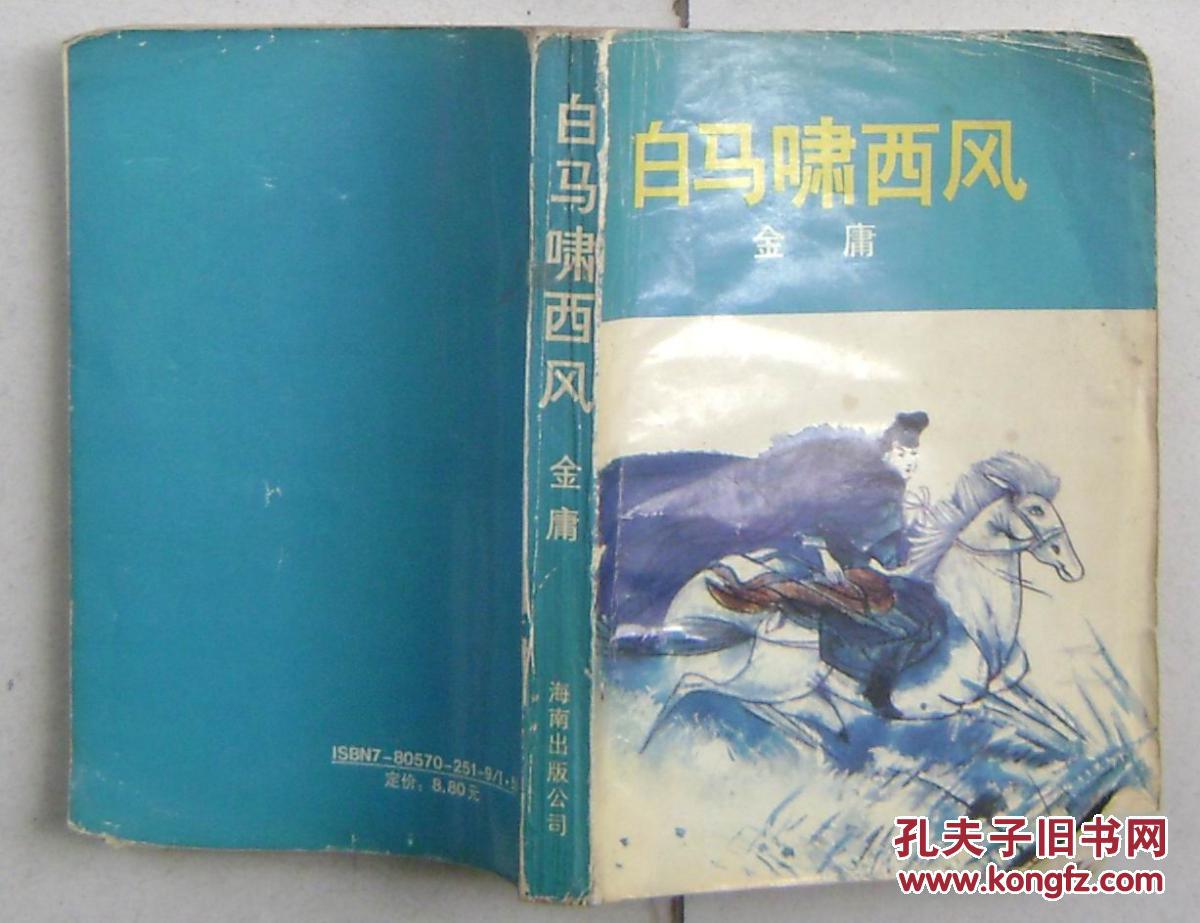 白马啸西风
金庸
白马啸西风
金庸
海南出版公司
ISBN7-80570-251-9/I·
定价：8.80元
孔夫子旧书网
www.kongfz.com